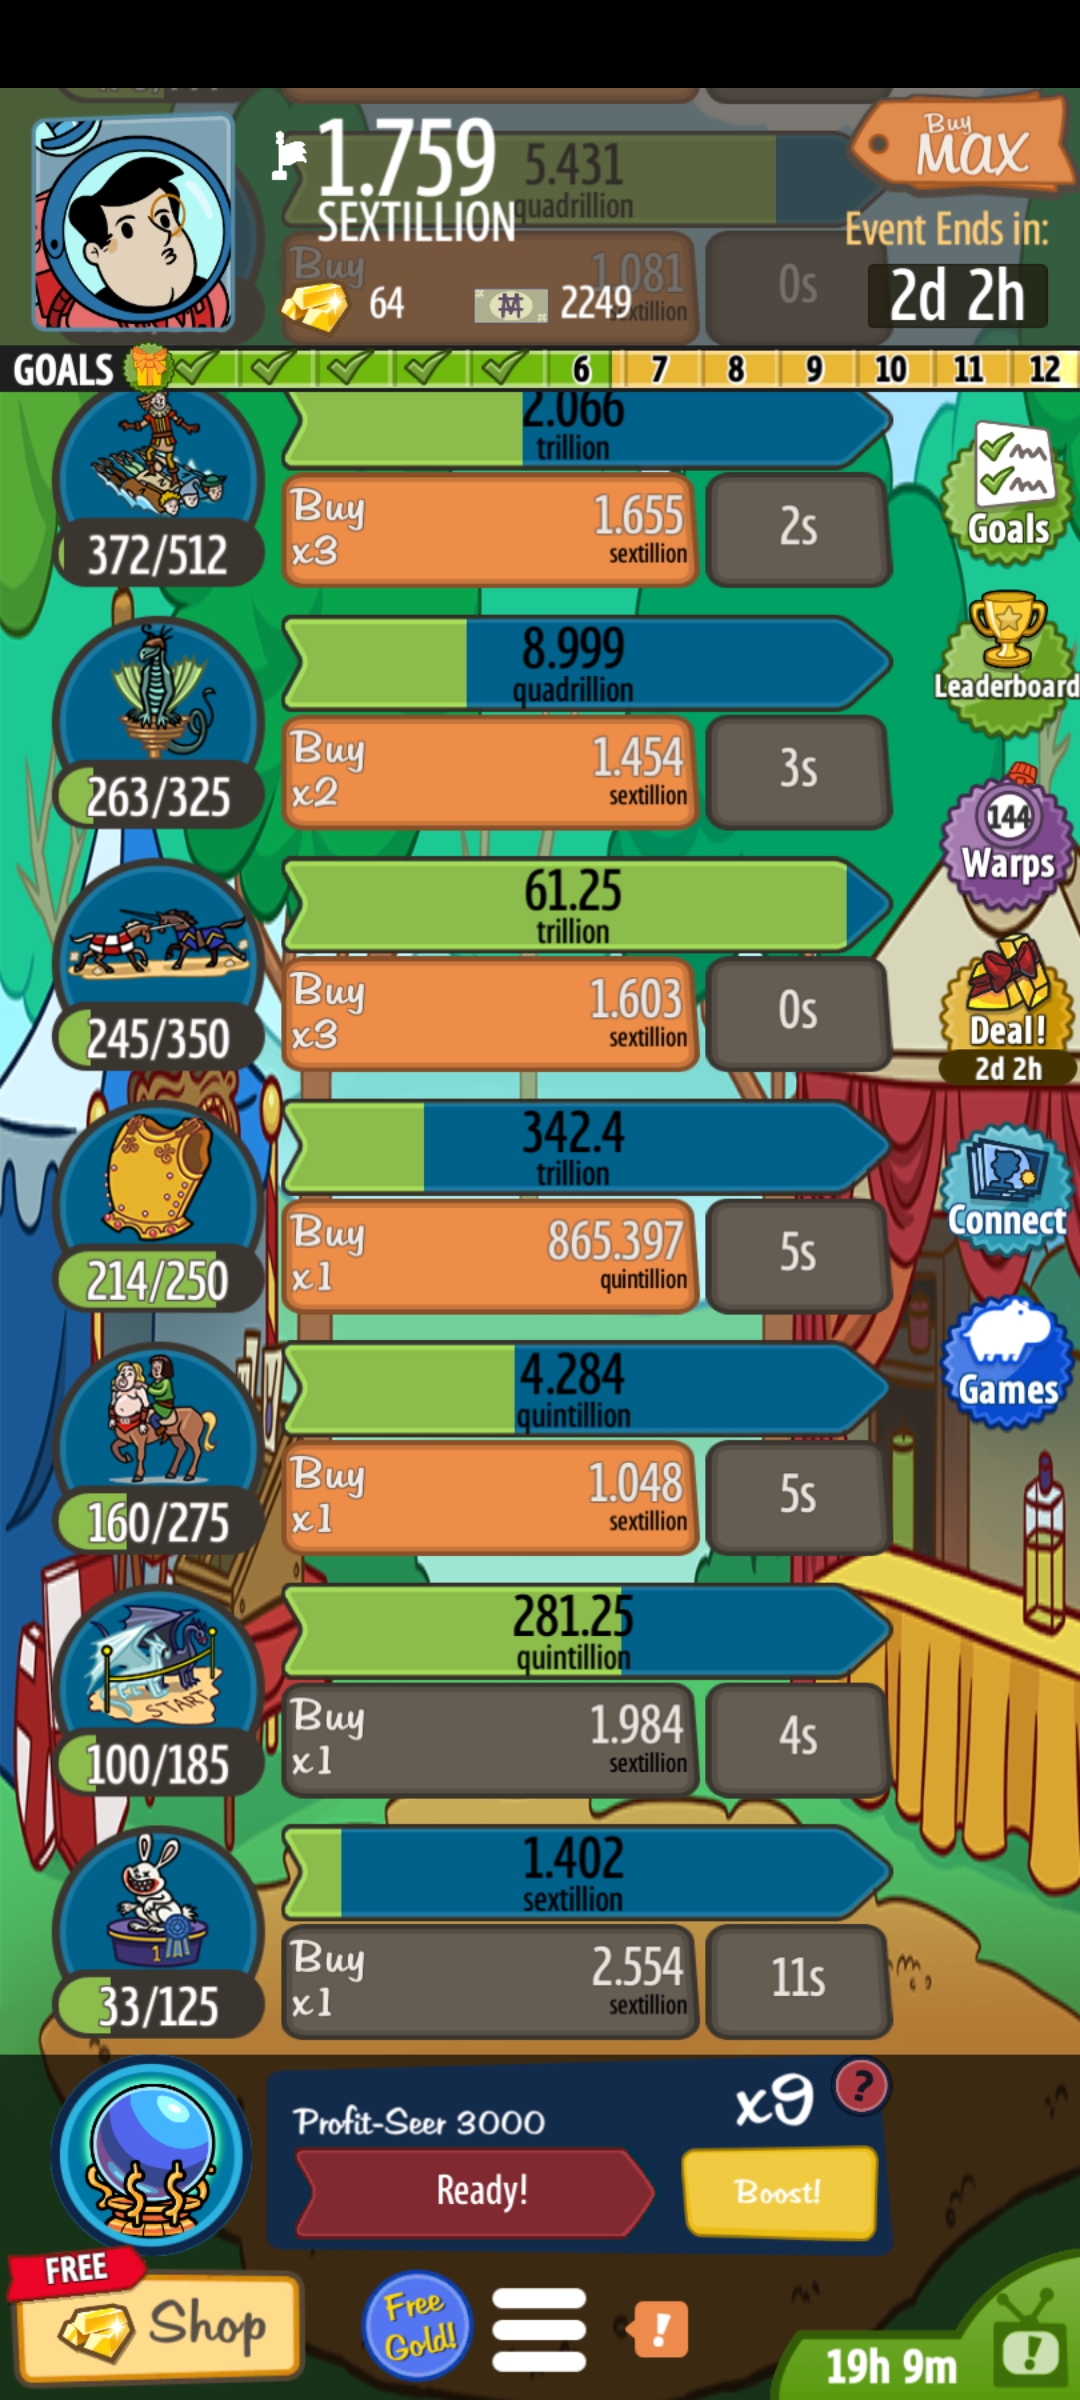 1.759
SEXTILLION
5.431
quadrillion
Buy
MAX
Event Ends in:
2d 2h
Buy
1.081
sextillion
0s
64
2249
GOALS
6
7
8
9
10
11
12
2.066
trillion
372/512
Buy
x3
1.655
sextillion
2s
Goals
8.999
quadrillion
263/325
Buy
x2
1.454
sextillion
3s
Leaderboard
61.25
trillion
245/350
Buy
x3
1.603
sextillion
0s
144
Warps
Deal!
2d 2h
342.4
trillion
214/250
Buy
x1
865.397
quintillion
5s
Connect
4.284
quintillion
160/275
Buy
x1
1.048
sextillion
5s
Games
281.25
quintillion
START
100/185
Buy
x1
1.984
sextillion
4s
1.402
sextillion
1
33/125
Buy
x1
2.554
sextillion
11s
Profit-Seer 3000
x9
?
Ready!
Boost!
FREE
Shop
Free
Gold!
!
19h 9m
!